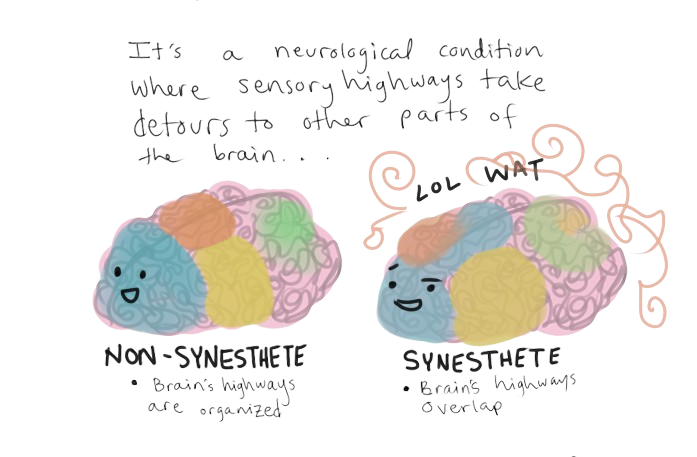 It's a neurological condition
where sensory highways take
detours to other parts of
the brain...
LOL WAT
NON-SYNESTHETE
• Brain's highways
are organized
SYNESTHETE
• Brain's highways
overlap